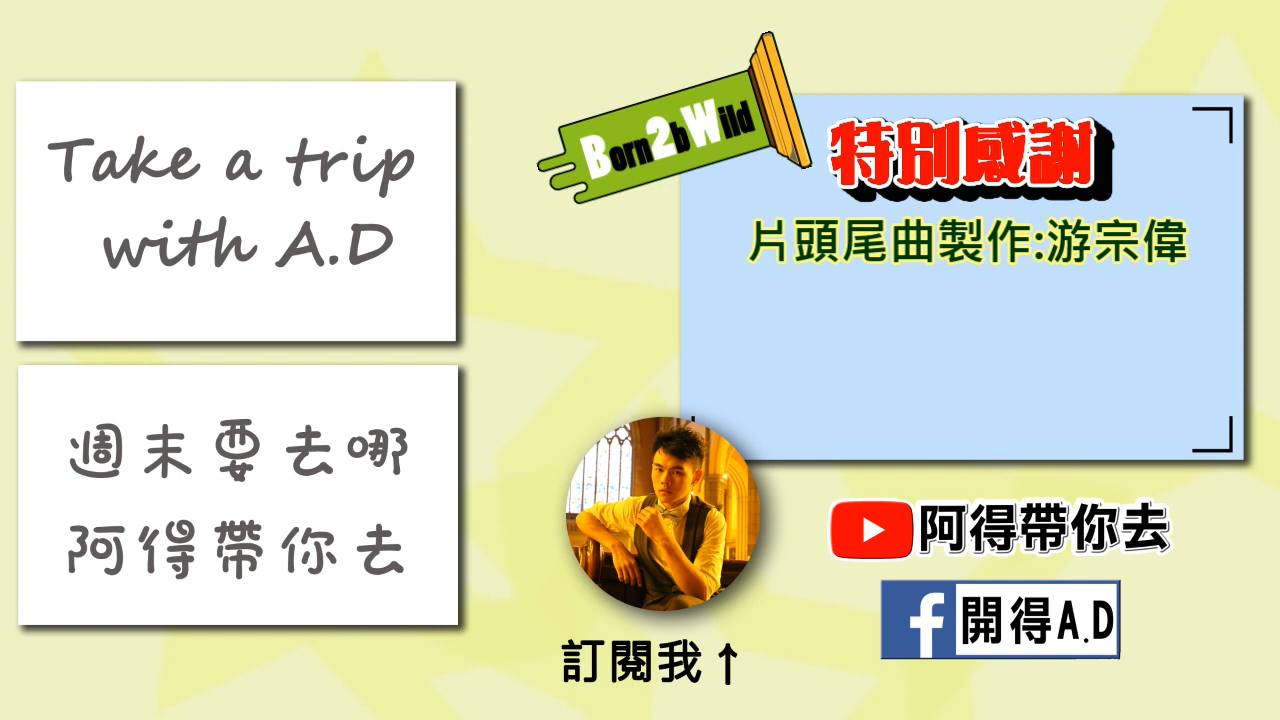 Take a trip
with A.D
週末要去哪
阿得帶你去
Born2bWild
特別感謝
片頭尾曲製作:游宗偉
訂閱我↑
阿得帶你去
f開得A.D